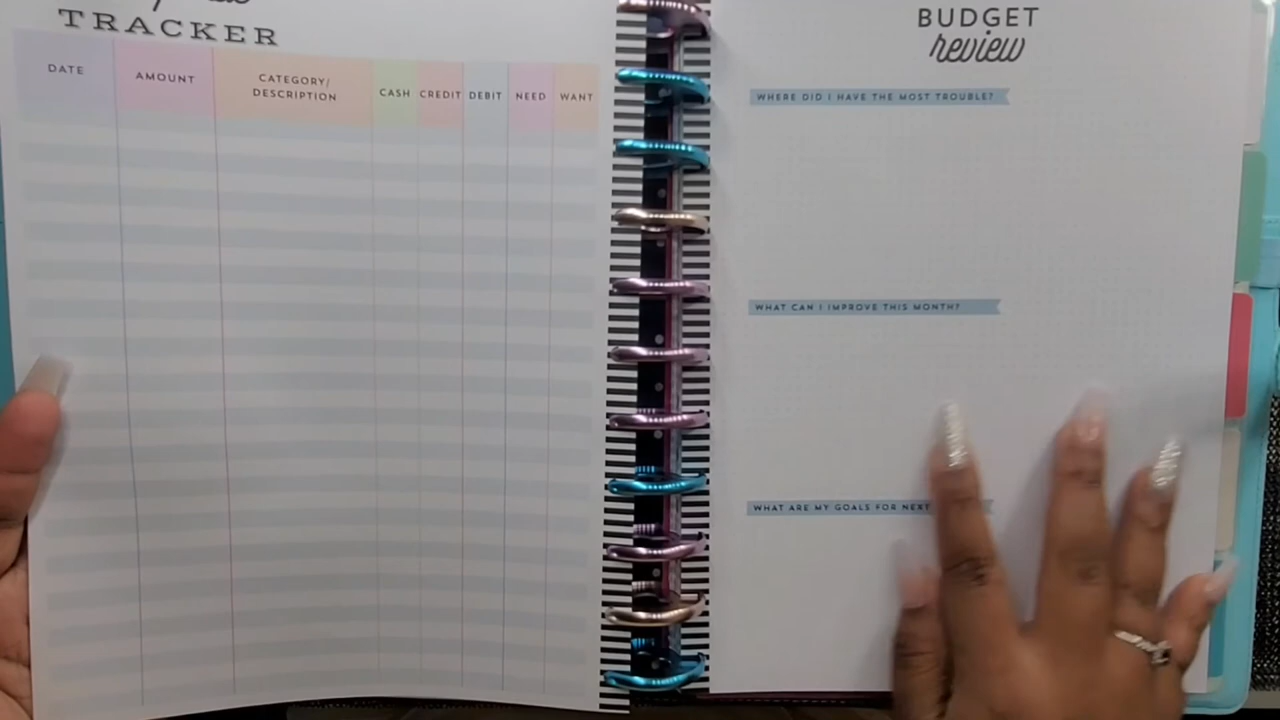 TRACKER
DATE
AMOUNT
CATEGORY/
DESCRIPTION
CASH
CREDIT
DEBIT
NEED
WANT
BUDGET
review
WHERE DID I HAVE THE MOST TROUBLE?
WHAT CAN I IMPROVE THIS MONTH?
WHAT ARE MY GOALS FOR NEXT